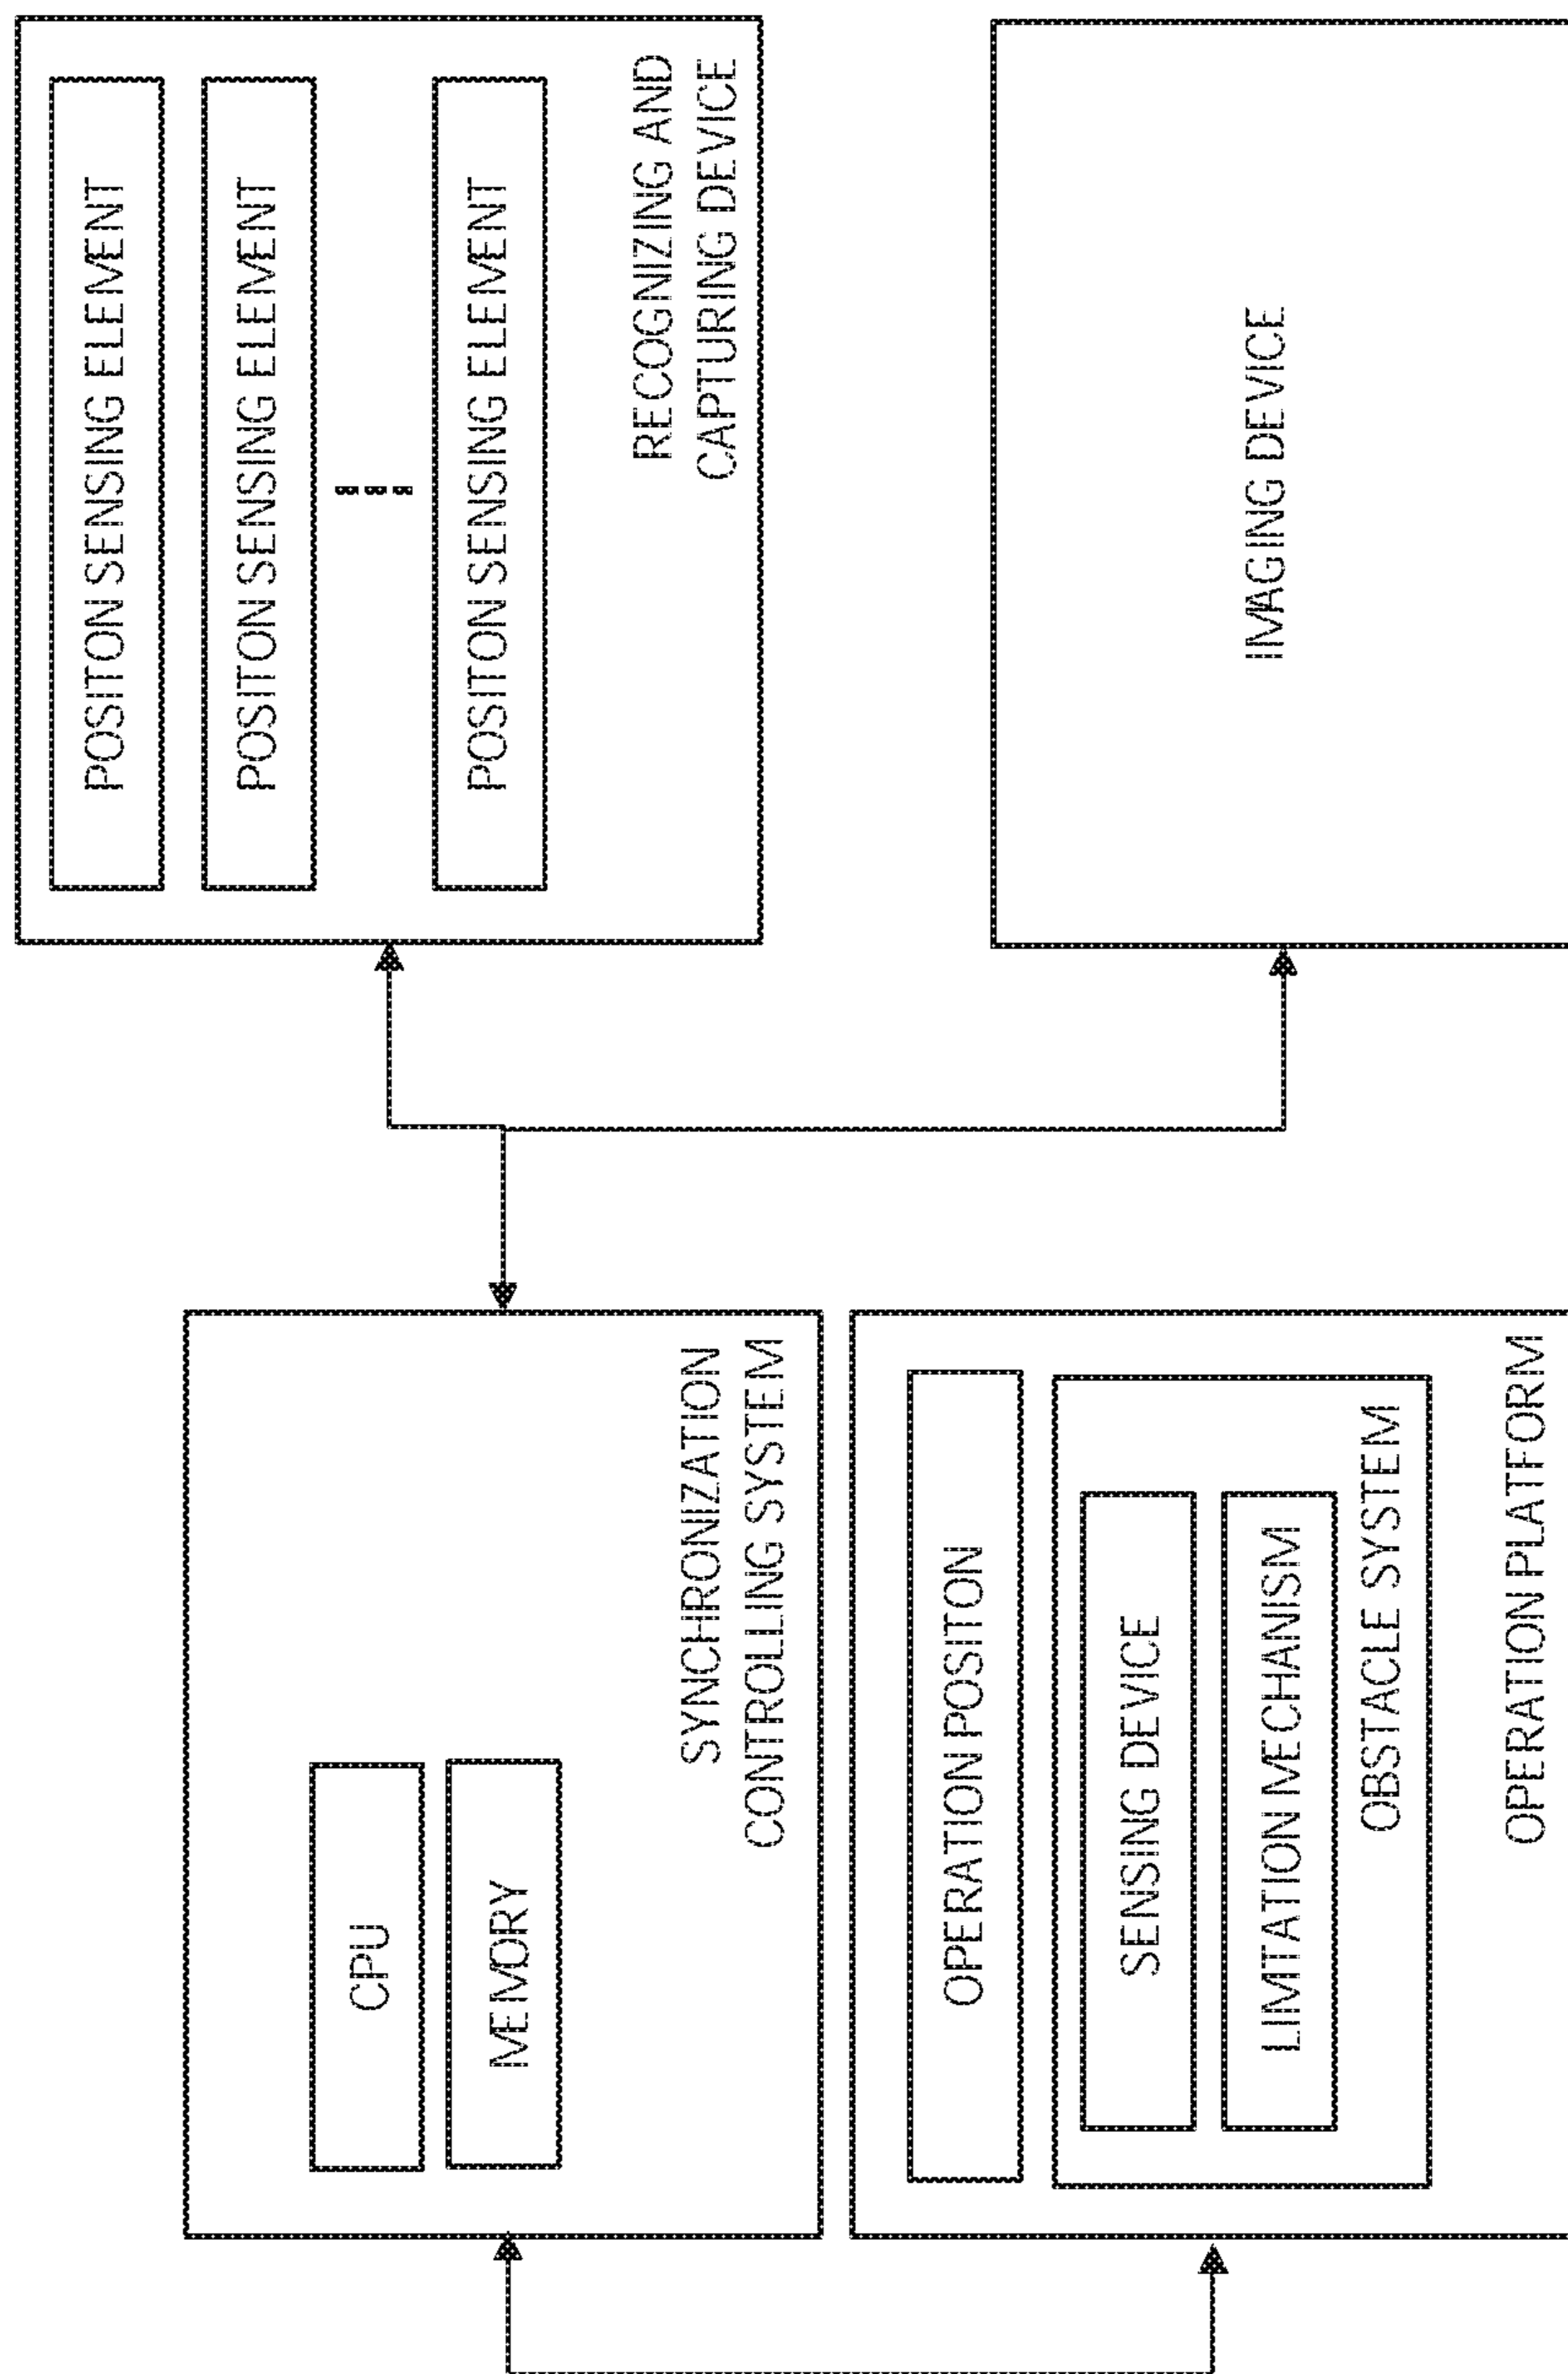 CPU
MEMORY
SYNCHRONIZATION
CONTROLLING SYSTEM
OPERATION POSITON
SENSING DEVICE
LIMTATION MECHANISM
OBSTACLE SYSTEM
OPERATION PLATFORM
POSITON SENSING ELEMENT
POSITON SENSING ELEMENT
POSITON SENSING ELEMENT
RECOGNIZING AND
CAPTURING DEVICE
IMAGING DEVICE